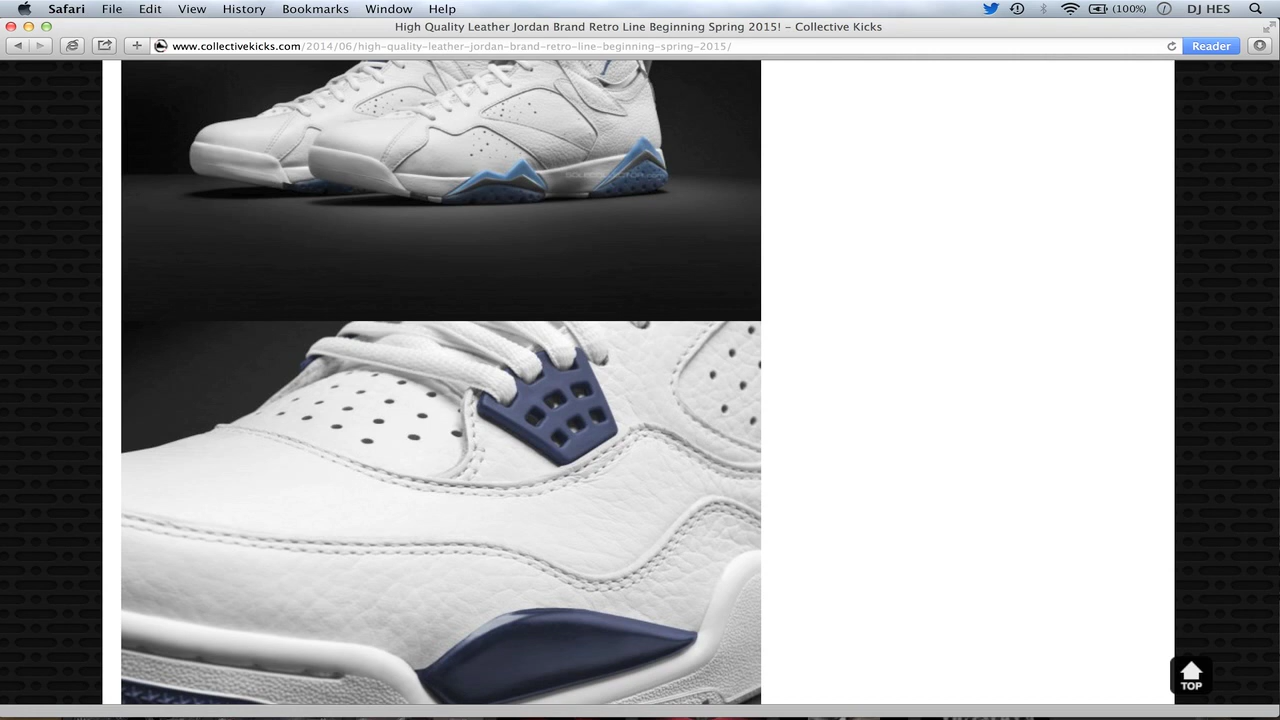 Safari File Edit View History Bookmarks Window Help (100%) DJ HES
High Quality Leather Jordan Brand Retro Line Beginning Spring 2015! – Collective Kicks
www.collectivekicks.com/2014/06/high-quality-leather-jordan-brand-retro-line-beginning-spring-2015/ Reader
TOP